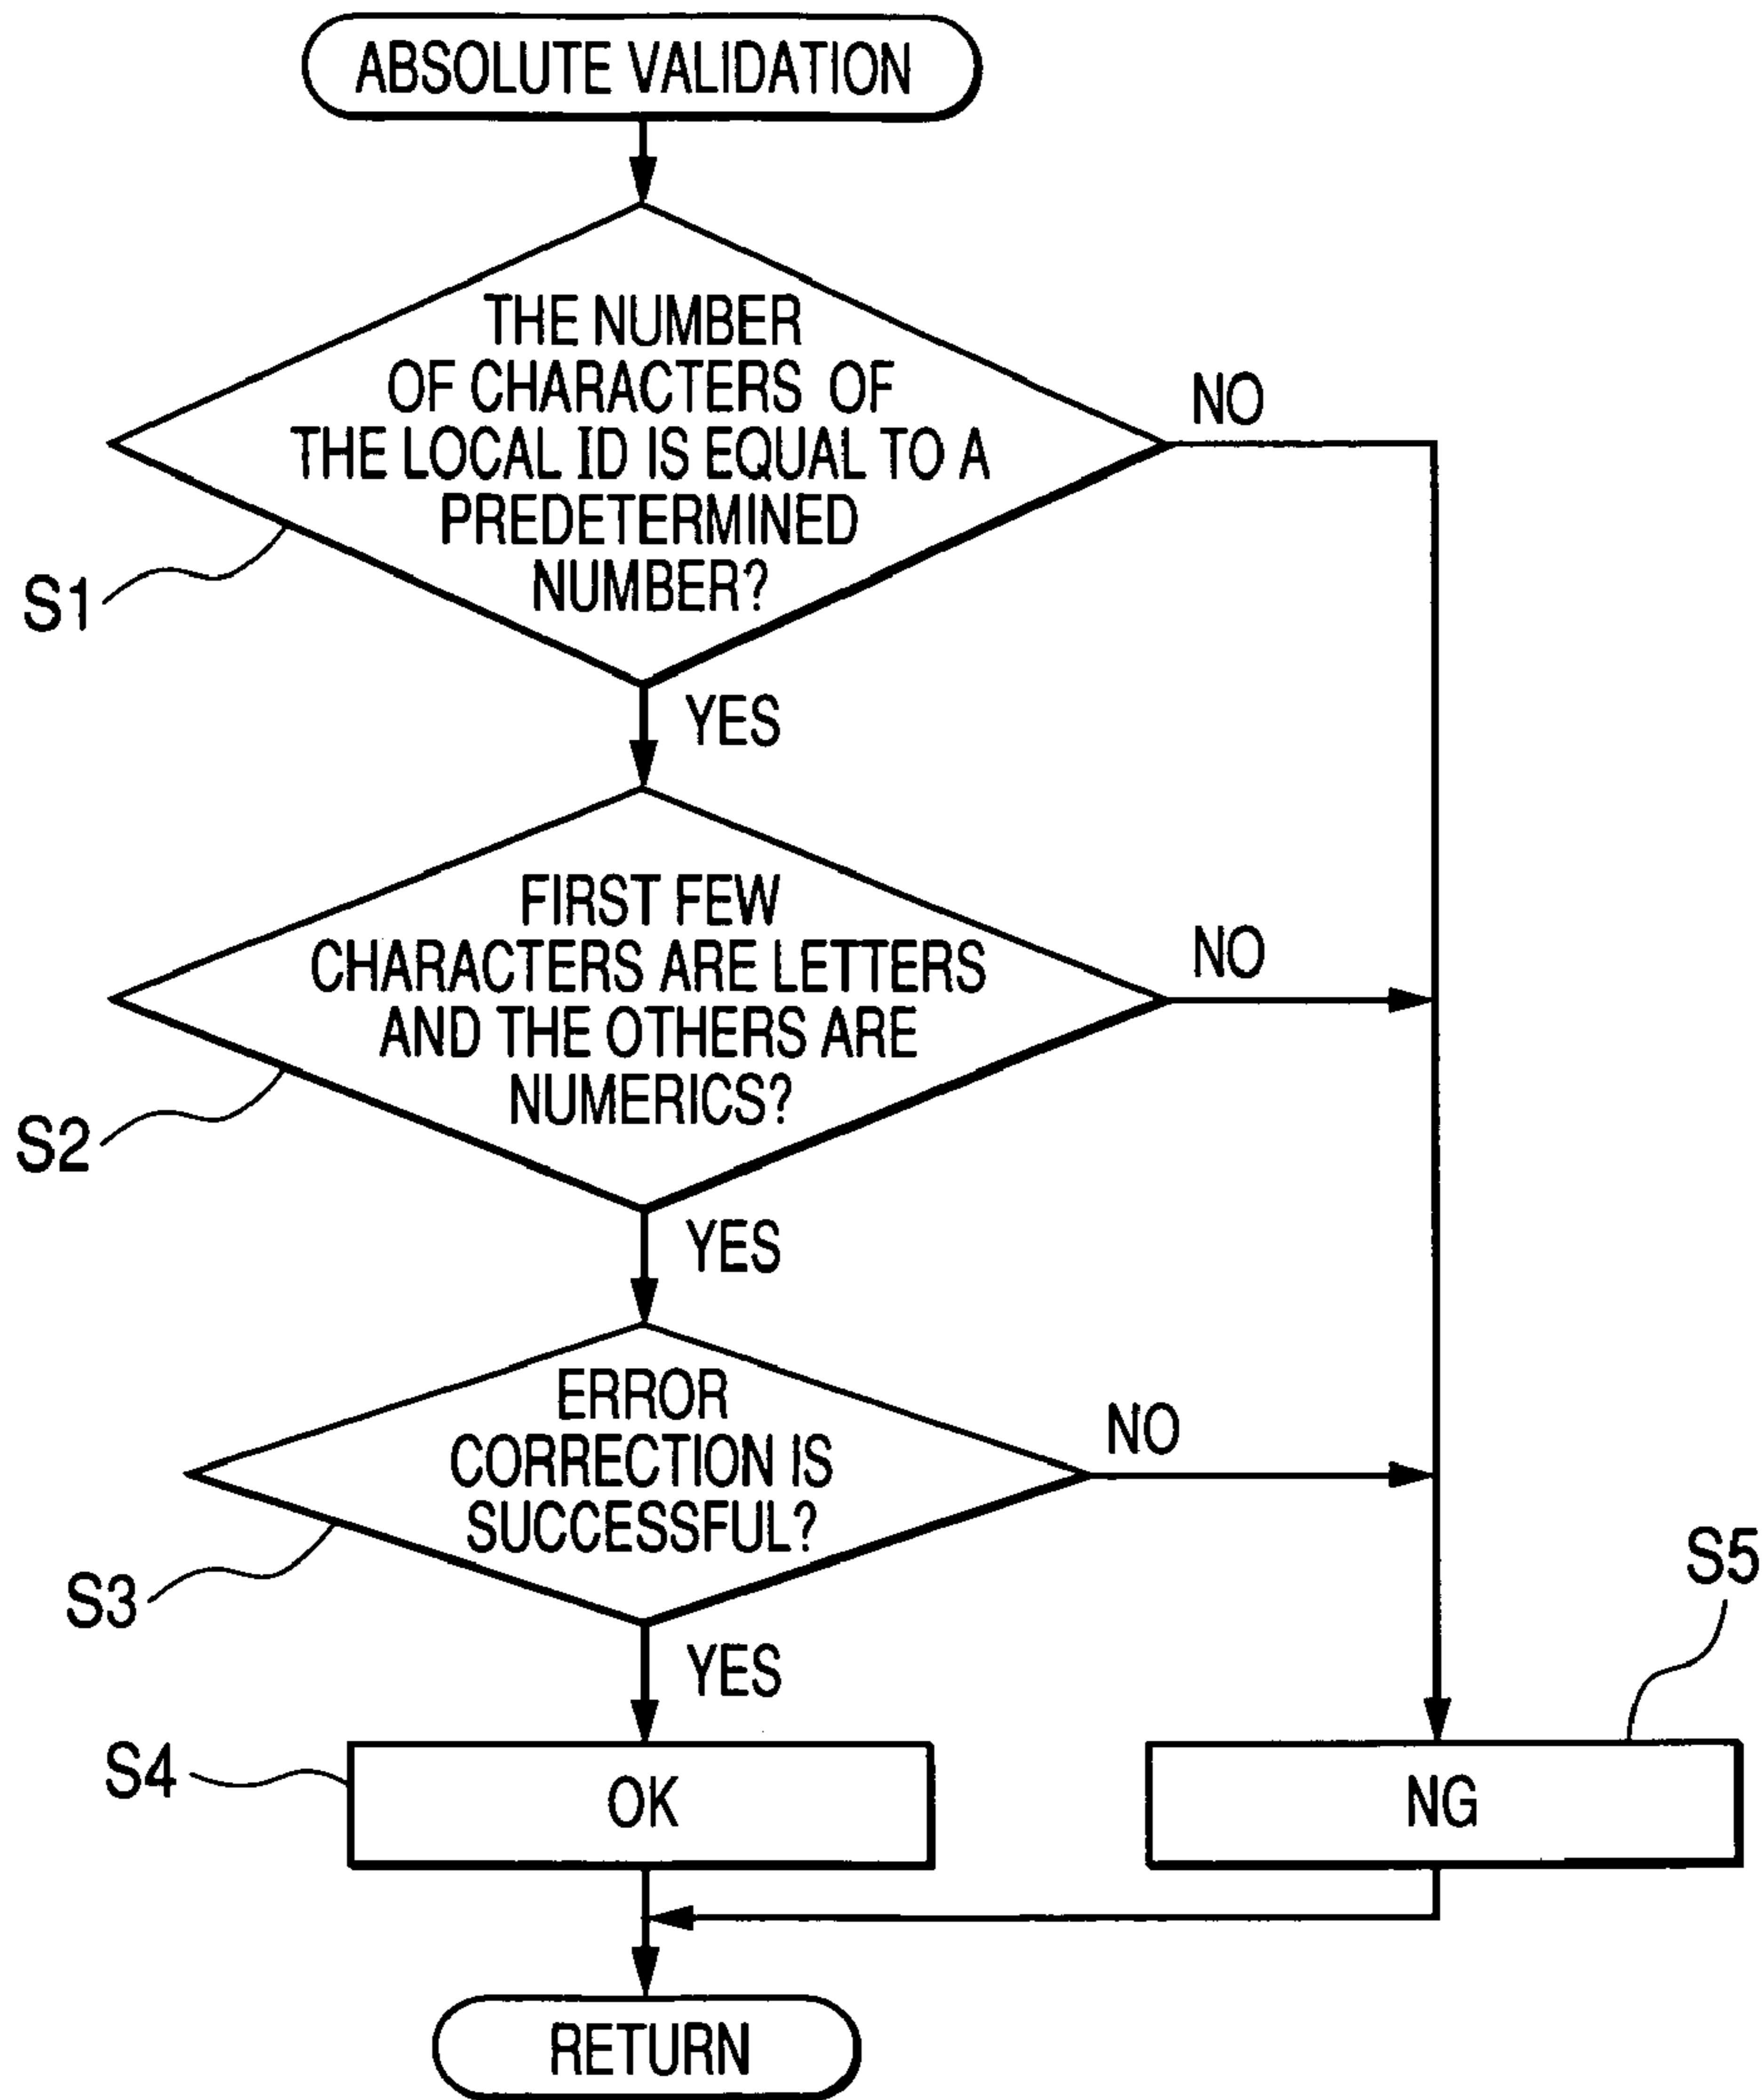 ABSOLUTE VALIDATION
THE NUMBER
OF CHARACTERS OF
THE LOCAL ID IS EQUAL TO A
PREDETERMINED
NUMBER?
NO
S1
YES
FIRST FEW
CHARACTERS ARE LETTERS
AND THE OTHERS ARE
NUMERICS?
NO
S2
YES
ERROR
CORRECTION IS
SUCCESSFUL?
NO
S3
YES
S5
S4
OK
NG
RETURN